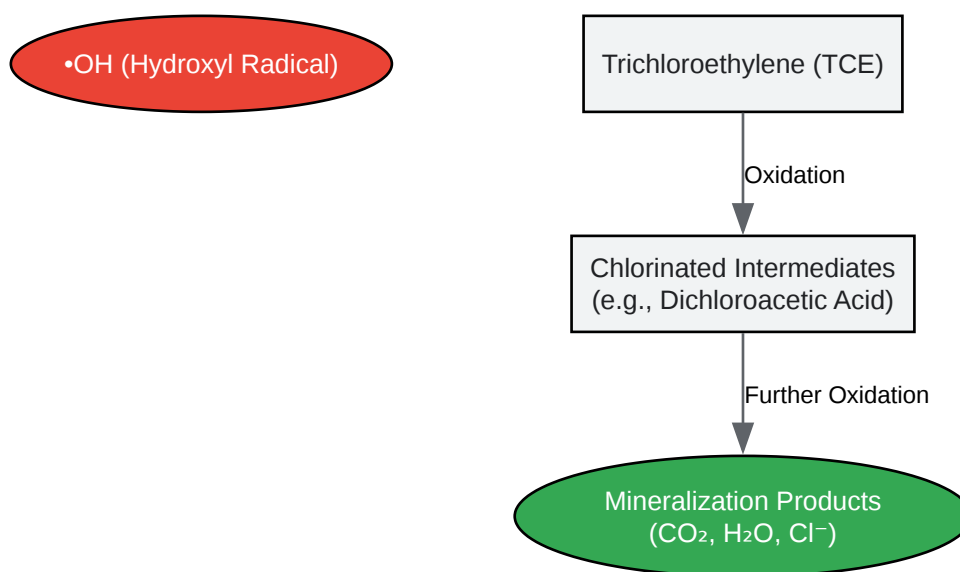 •OH (Hydroxyl Radical)
Trichloroethylene (TCE)
Oxidation
Chlorinated Intermediates
(e.g., Dichloroacetic Acid)
Further Oxidation
Mineralization Products
(CO₂, H₂O, Cl⁻)